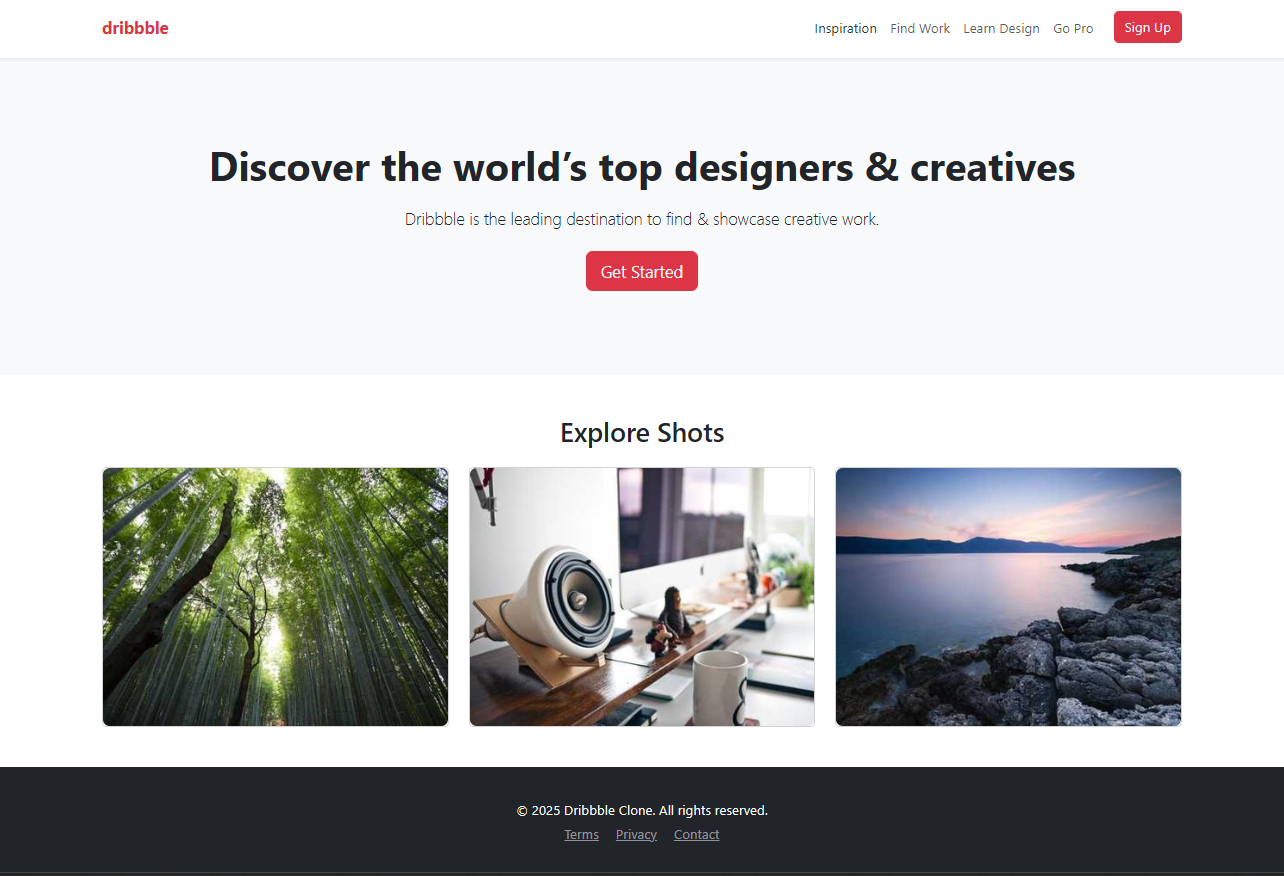 dribbble
Inspiration Find Work Learn Design Go Pro Sign Up
Discover the world’s top designers & creatives
Dribbble is the leading destination to find & showcase creative work.
Get Started
Explore Shots
© 2025 Dribbble Clone. All rights reserved.
Terms Privacy Contact